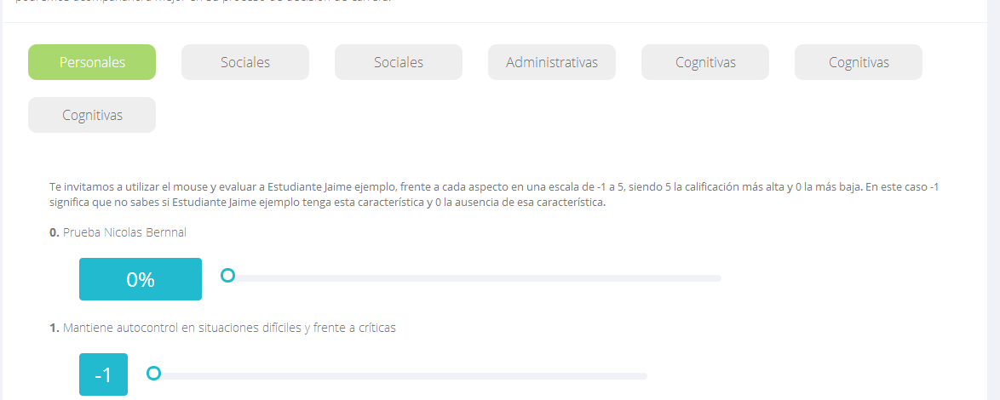 Personales
Sociales
Sociales
Administrativas
Cognitivas
Cognitivas
Cognitivas
Te invitamos a utilizar el mouse y evaluar a Estudiante Jaime ejemplo, frente a cada aspecto en una escala de -1 a 5, siendo 5 la calificación más alta y 0 la más baja. En este caso -1
significa que no sabes si Estudiante Jaime ejemplo tenga esta característica y 0 la ausencia de esa característica.
0. Prueba Nicolas Bernnal
0%
1. Mantiene autocontrol en situaciones difíciles y frente a críticas
-1